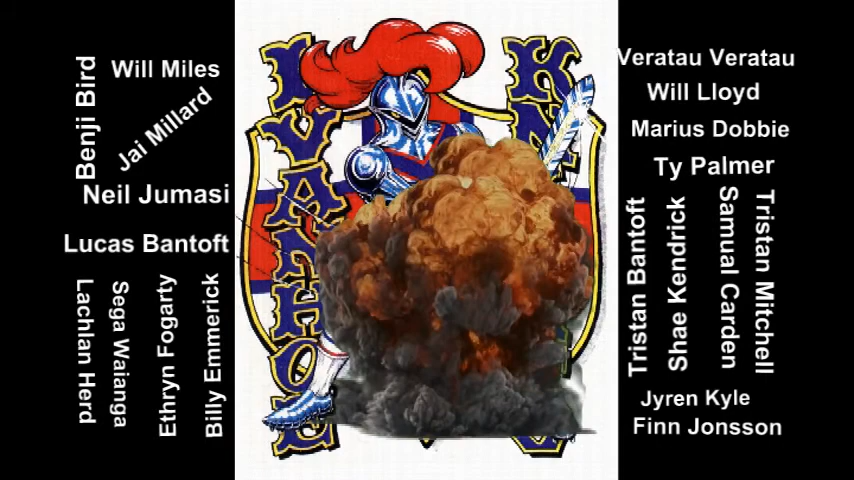 Benji Bird
Will Miles
Jai Millard
Neil Jumasi
Lucas Bantoft
Lachlan Herd
Sega Waianga
Ethryn Fogarty
Billy Emmerick
IVANHOE
Veratau Veratau
Will Lloyd
Marius Dobbie
Ty Palmer
Tristan Bantoft
Shae Kendrick
Samual Carden
Tristan Mitchell
Jyren Kyle
Finn Jonsson